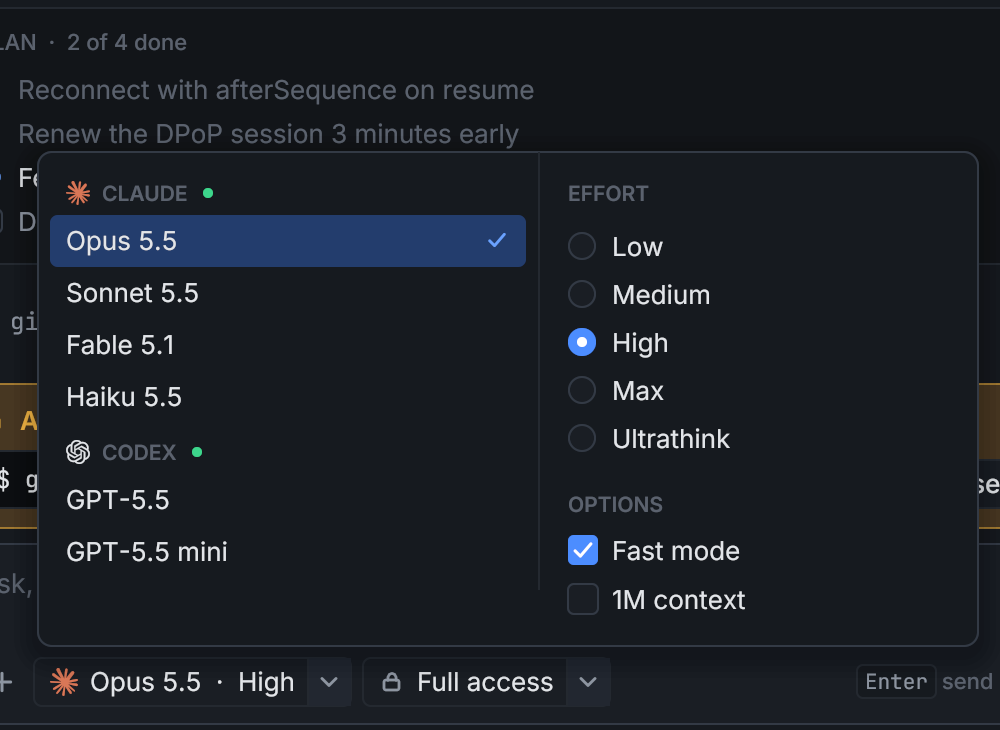 LAN · 2 of 4 done
Reconnect with afterSequence on resume
Renew the DPoP session 3 minutes early
CLAUDE
Opus 5.5
Sonnet 5.5
Fable 5.1
Haiku 5.5
CODEX
GPT-5.5
GPT-5.5 mini
EFFORT
Low
Medium
High
Max
Ultrathink
OPTIONS
Fast mode
1M context
Opus 5.5 · High
Full access
Enter send